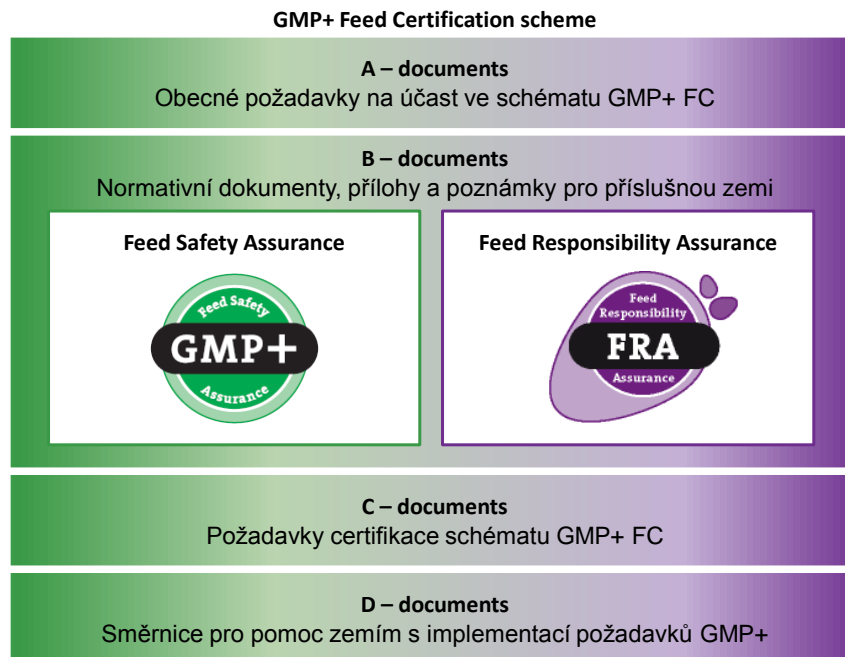 GMP+ Feed Certification scheme
A – documents
Obecné požadavky na účast ve schématu GMP+ FC
B – documents
Normativní dokumenty, přílohy a poznámky pro příslušnou zemi
Feed Safety Assurance
Feed Safety
GMP+
Assurance
Feed Responsibility Assurance
Feed
Responsibility
FRA
Assurance
C – documents
Požadavky certifikace schématu GMP+ FC
D – documents
Směrnice pro pomoc zemím s implementací požadavků GMP+